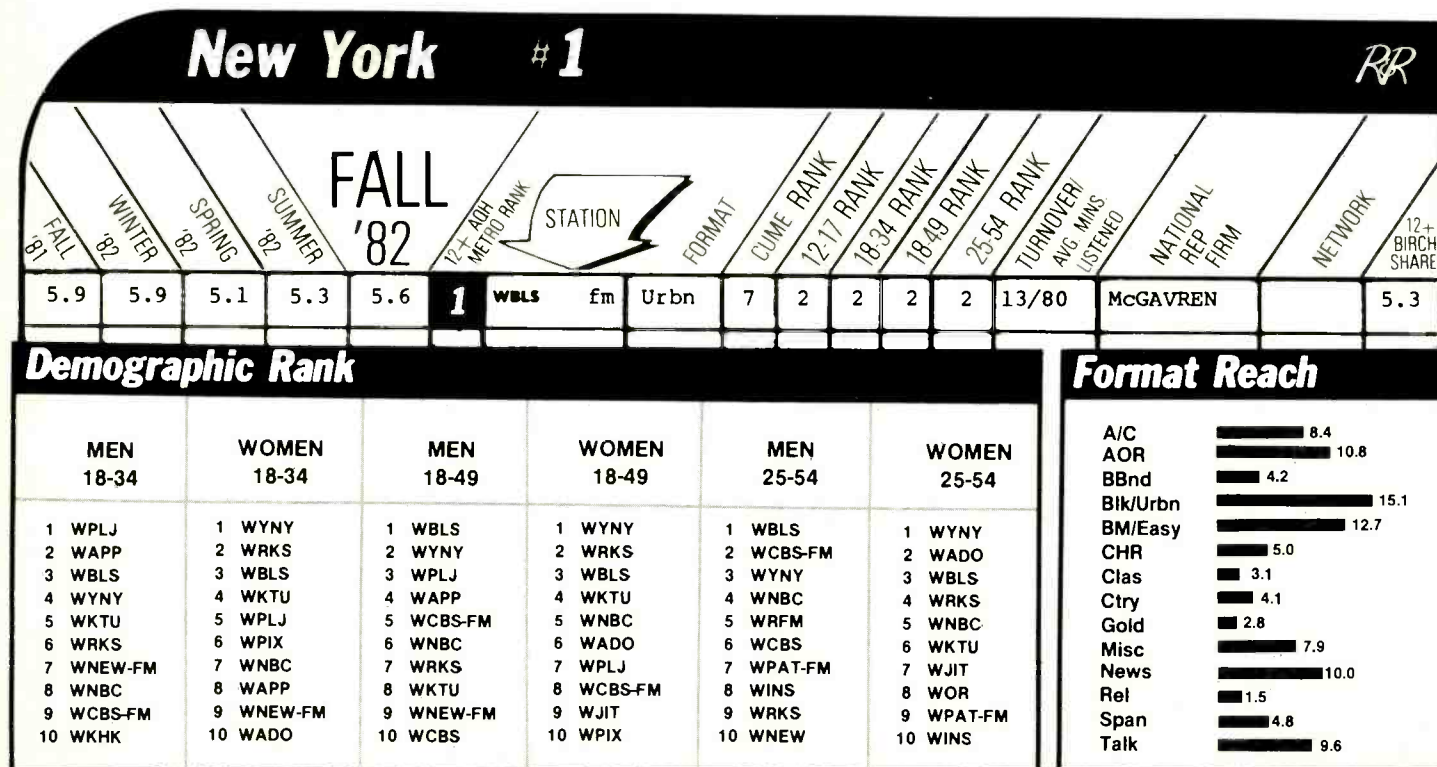 New York #1 R&R
FALL '81
WINTER '82
SPRING '82
SUMMER '82
FALL '82
12+ AQH METRO RANK
STATION
FORMAT
CUME RANK
12-17 RANK
18-34 RANK
18-49 RANK
25-54 RANK
TURNOVER/ AVG. MINS. LISTENED
NATIONAL REP FIRM
NETWORK
12+ BIRCH SHARE
5.9 5.9 5.1 5.3 5.6 1 WBLS fm Urbn 7 2 2 2 2 13/80 McGAVREN 5.3
Demographic Rank
MEN 18-34
1 WPLJ
2 WAPP
3 WBLS
4 WYNY
5 WKTU
6 WRKS
7 WNEW-FM
8 WNBC
9 WCBS-FM
10 WKHK
WOMEN 18-34
1 WYNY
2 WRKS
3 WBLS
4 WKTU
5 WPLJ
6 WPIX
7 WNBC
8 WAPP
9 WNEW-FM
10 WADO
MEN 18-49
1 WBLS
2 WYNY
3 WPLJ
4 WAPP
5 WCBS-FM
6 WNBC
7 WRKS
8 WKTU
9 WNEW-FM
10 WCBS
WOMEN 18-49
1 WYNY
2 WRKS
3 WBLS
4 WKTU
5 WNBC
6 WADO
7 WPLJ
8 WCBS-FM
9 WJIT
10 WPIX
MEN 25-54
1 WBLS
2 WCBS-FM
3 WYNY
4 WNBC
5 WRFM
6 WCBS
7 WPAT-FM
8 WINS
9 WRKS
10 WNEW
WOMEN 25-54
1 WYNY
2 WADO
3 WBLS
4 WRKS
5 WNBC
6 WKTU
7 WJIT
8 WOR
9 WPAT-FM
10 WINS
Format Reach
A/C 8.4
AOR 10.8
BBnd 4.2
Blk/Urbn 15.1
BM/Easy 12.7
CHR 5.0
Clas 3.1
Ctry 4.1
Gold 2.8
Misc 7.9
News 10.0
Rel 1.5
Span 4.8
Talk 9.6